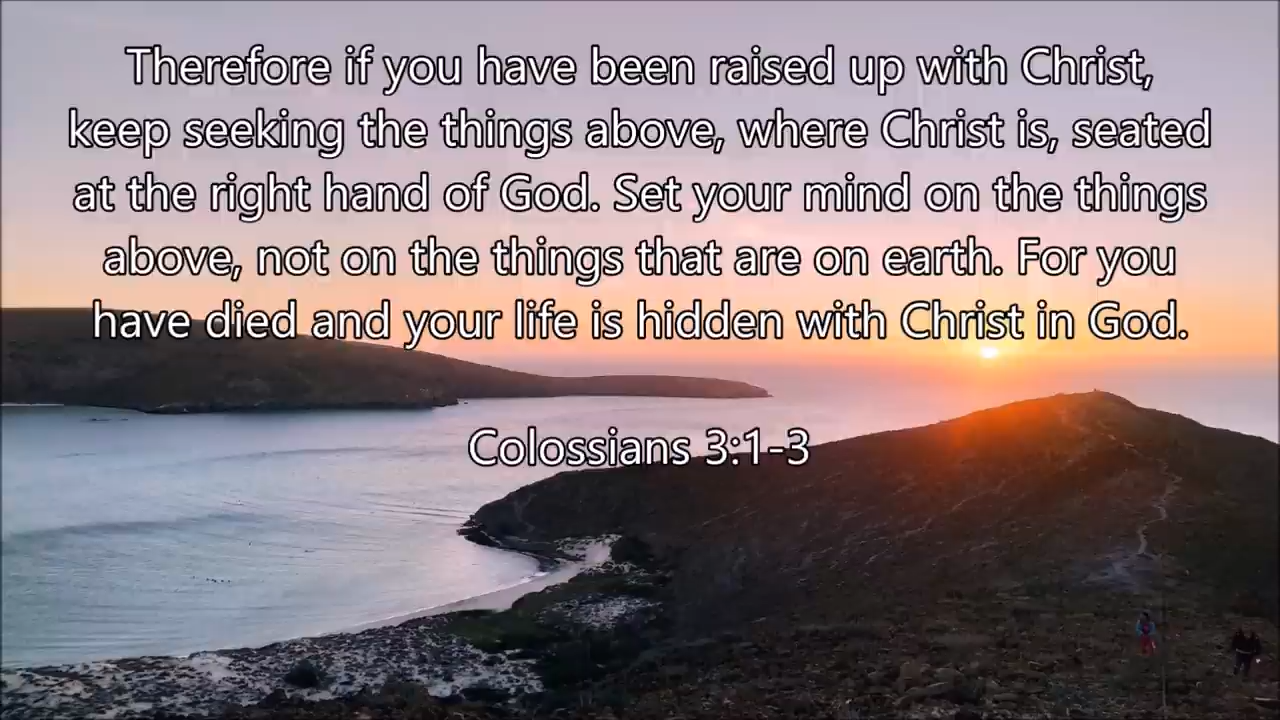 Therefore if you have been raised up with Christ,
keep seeking the things above, where Christ is, seated
at the right hand of God. Set your mind on the things
above, not on the things that are on earth. For you
have died and your life is hidden with Christ in God.
Colossians 3:1-3